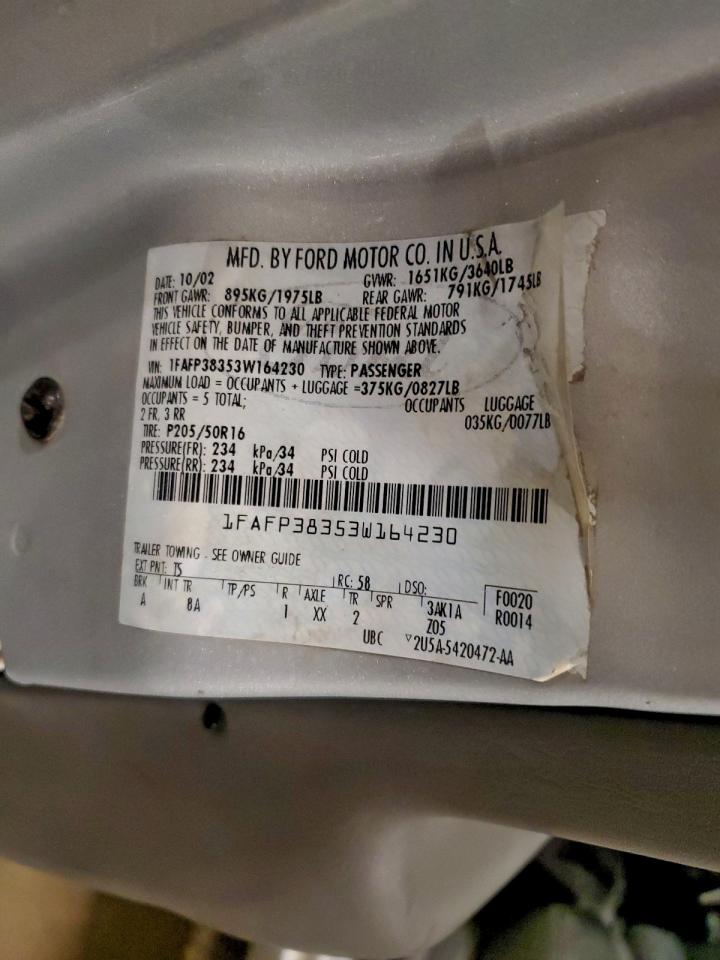 MFD. BY FORD MOTOR CO. IN U.S.A.
DATE: 10/02 GVWR: 1651KG/3640LB
FRONT GAWR: 895KG/1975LB REAR GAWR: 791KG/1745LB
THIS VEHICLE CONFORMS TO ALL APPLICABLE FEDERAL MOTOR
VEHICLE SAFETY, BUMPER, AND THEFT PREVENTION STANDARDS
IN EFFECT ON THE DATE OF MANUFACTURE SHOWN ABOVE.
VIN: 1FAFP38353W164230 TYPE: PASSENGER
MAXIMUM LOAD = OCCUPANTS + LUGGAGE =375KG/0827LB
OCCUPANTS = 5 TOTAL; OCCUPANTS LUGGAGE
2 FR, 3 RR 035KG/0077LB
TIRE: P205/50R16
PRESSURE(FR): 234 kPa/34 PSI COLD
PRESSURE(RR): 234 kPa/34 PSI COLD
1FAFP38353W164230
TRAILER TOWING - SEE OWNER GUIDE
EXT PNT: TS RC: 58 DSO:
BRK INT TR TP/PS R AXLE TR SPR F0020
A 8A 1 XX 2 3AK1A R0014
Z05
UBC 2U5A-5420472-AA